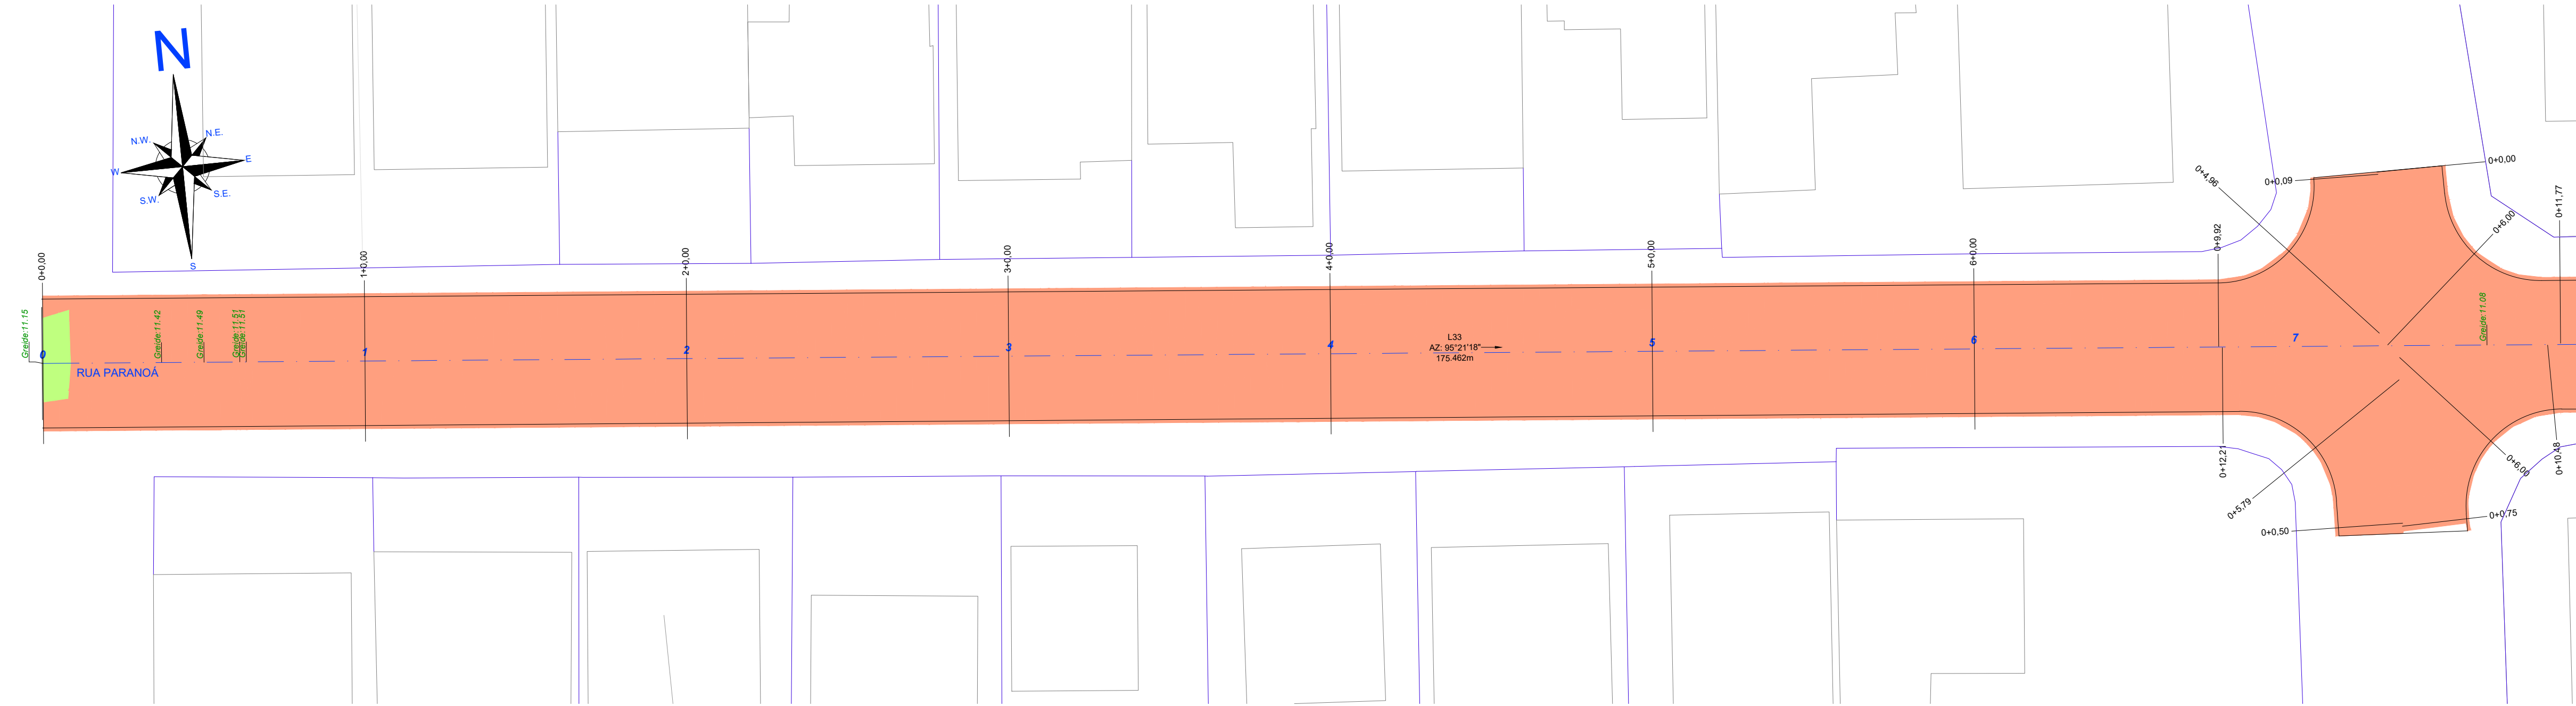 N
N.W.
N.E.
W
E
S.W.
S.E.
S
0+0,00
1+0,00
2+0,00
3+0,00
4+0,00
5+0,00
6+0,00
0+9,92
0+4,96
0+0,09
0+0,00
0+6,00
0+11,77
Greide:11.15
Greide:11.42
Greide:11.49
Greide:11.51
Greide:11.51
Greide:11.08
0
1
2
3
4
5
6
7
RUA PARANOÁ
L33
AZ: 95°21'18"
175.462m
0+12,21
0+5,79
0+0,50
0+0,75
0+6,00
0+10,48